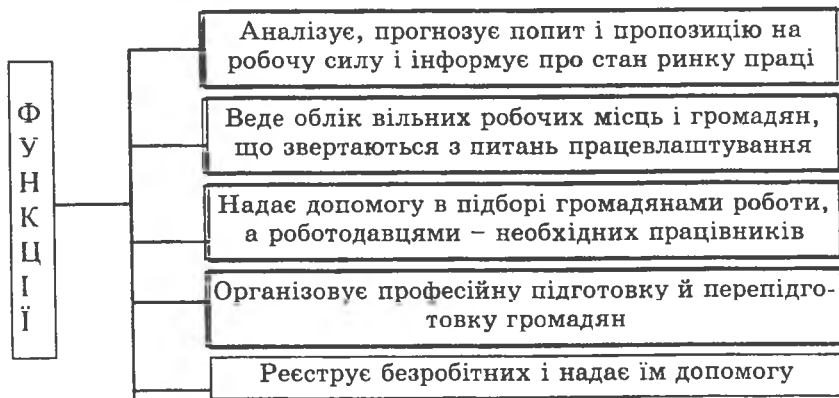 ФУНКЦІЇ
Аналізує, прогнозує попит і пропозицію на
робочу силу і інформує про стан ринку праці
Веде облік вільних робочих місць і громадян,
що звертаються з питань працевлаштування
Надає допомогу в підборі громадянами роботи,
а роботодавцями – необхідних працівників
Організовує професійну підготовку й перепідго-
товку громадян
Реєструє безробітних і надає їм допомогу